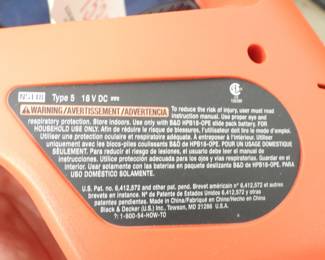 Type 5 18 V DC
WARNING/AVERTISSEMENT/ADVERTENCIA To reduce the risk of injury, user must read
instruction manual. Use proper eye and
respiratory protection. Store indoors. Use only with B&D HPB18-OPE slide pack battery. FOR
HOUSEHOLD USE ONLY. Afin de réduire le risque de blessures, l'utilisateur doit lire le mode d'emploi.
Utiliser une protection oculaire et respiratoire adéquates. À entreposer à l'intérieur. Utiliser
uniquement avec les blocs-piles coulissants B&D de HPB18-OPE. POUR UN USAGE DOMESTIQUE
SEULEMENT. Para reducir el riesgo de lesiones, el usuario debe leer el manual de
instrucciones. Utilice protección adecuada para los ojos y vías respiratorias. Guardar en el
interior. Usar solamente con las baterías en paquete deslizante B&D de HPB18-OPE. PARA
USO DOMÉSTICO SOLAMENTE.
U.S. Pat. no. 6,412,572 and other pat. pend. Brevet américain n° 6,412,572 et autres
brevets en instance. N° de Patente de Estados Unidos 6,412,572 y otras
patentes pendientes. Made in China/Fabriqué en Chine/Hecho en China
Black & Decker (U.S.) Inc., Towson, MD 21286 U.S.A.
?: 1-800-54-HOW-TO